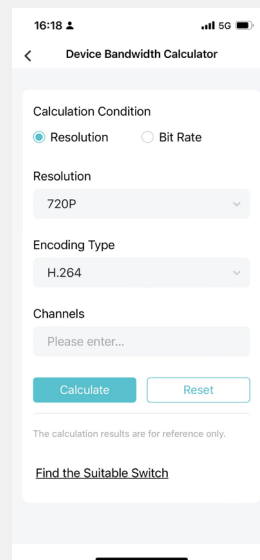 16:18
5G
Device Bandwidth Calculator
Calculation Condition
Resolution
Bit Rate
Resolution
720P
Encoding Type
H.264
Channels
Please enter...
Calculate
Reset
The calculation results are for reference only.
Find the Suitable Switch